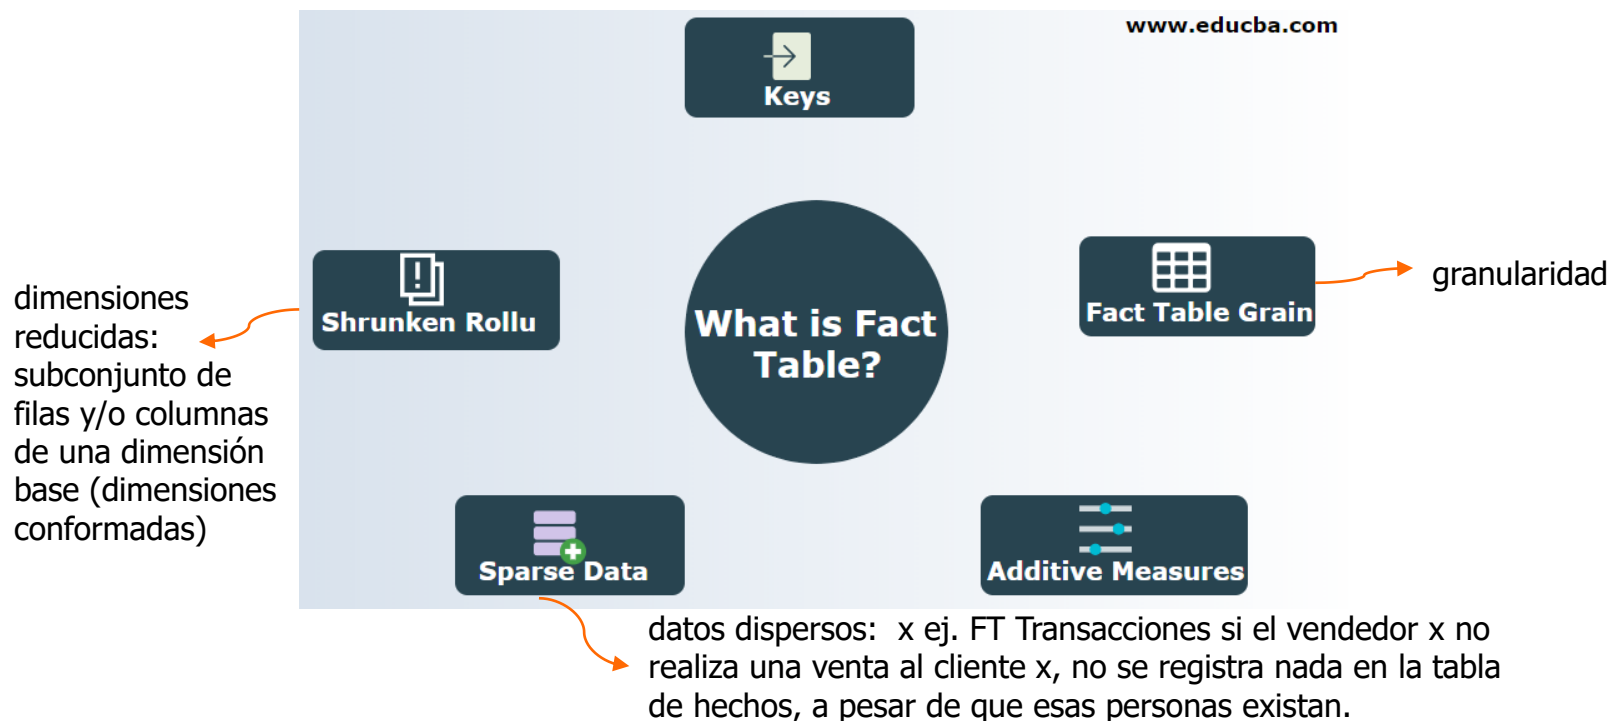 www.educba.com
Keys
dimensiones
reducidas:
subconjunto de
filas y/o columnas
de una dimensión
base (dimensiones
conformadas)
Shrunken Rollu
What is Fact
Table?
Fact Table Grain
granularidad
Sparse Data
Additive Measures
datos dispersos:  x ej. FT Transacciones si el vendedor x no
realiza una venta al cliente x, no se registra nada en la tabla
de hechos, a pesar de que esas personas existan.